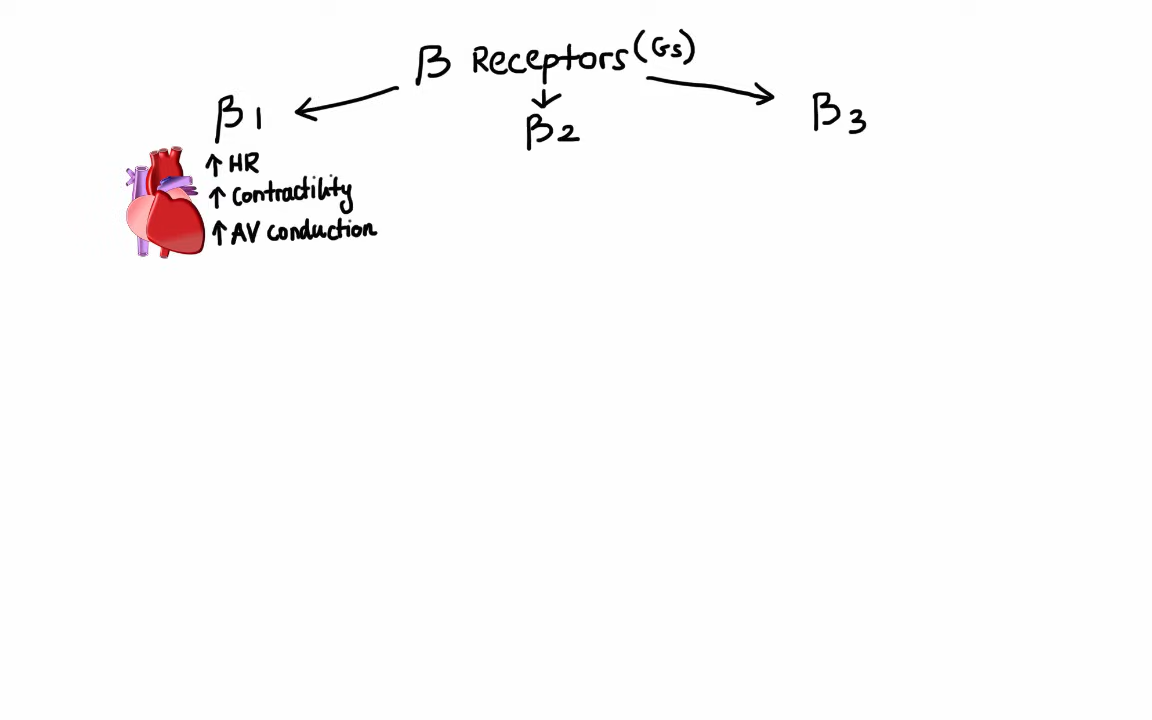 β Receptors (Gs)
β1
β2
β3
↑ HR
↑ Contractility
↑ AV conduction